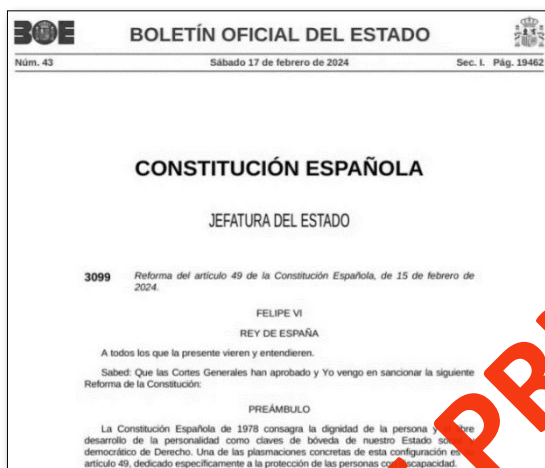 BOE
BOLETÍN OFICIAL DEL ESTADO
Núm. 43
Sábado 17 de febrero de 2024
Sec. I. Pág. 19462
CONSTITUCIÓN ESPAÑOLA
JEFATURA DEL ESTADO
3099 Reforma del artículo 49 de la Constitución Española, de 15 de febrero de
2024.
FELIPE VI
REY DE ESPAÑA
A todos los que la presente vieren y entendieren.
Sabed: Que las Cortes Generales han aprobado y Yo vengo en sancionar la siguiente
Reforma de la Constitución:
PREÁMBULO
La Constitución Española de 1978 consagra la dignidad de la persona y
desarrollo de la personalidad como claves de bóveda de nuestro Estado
democrático de Derecho. Una de las plasmaciones concretas de esta configuración
artículo 49, dedicado específicamente a la protección de las personas
PR